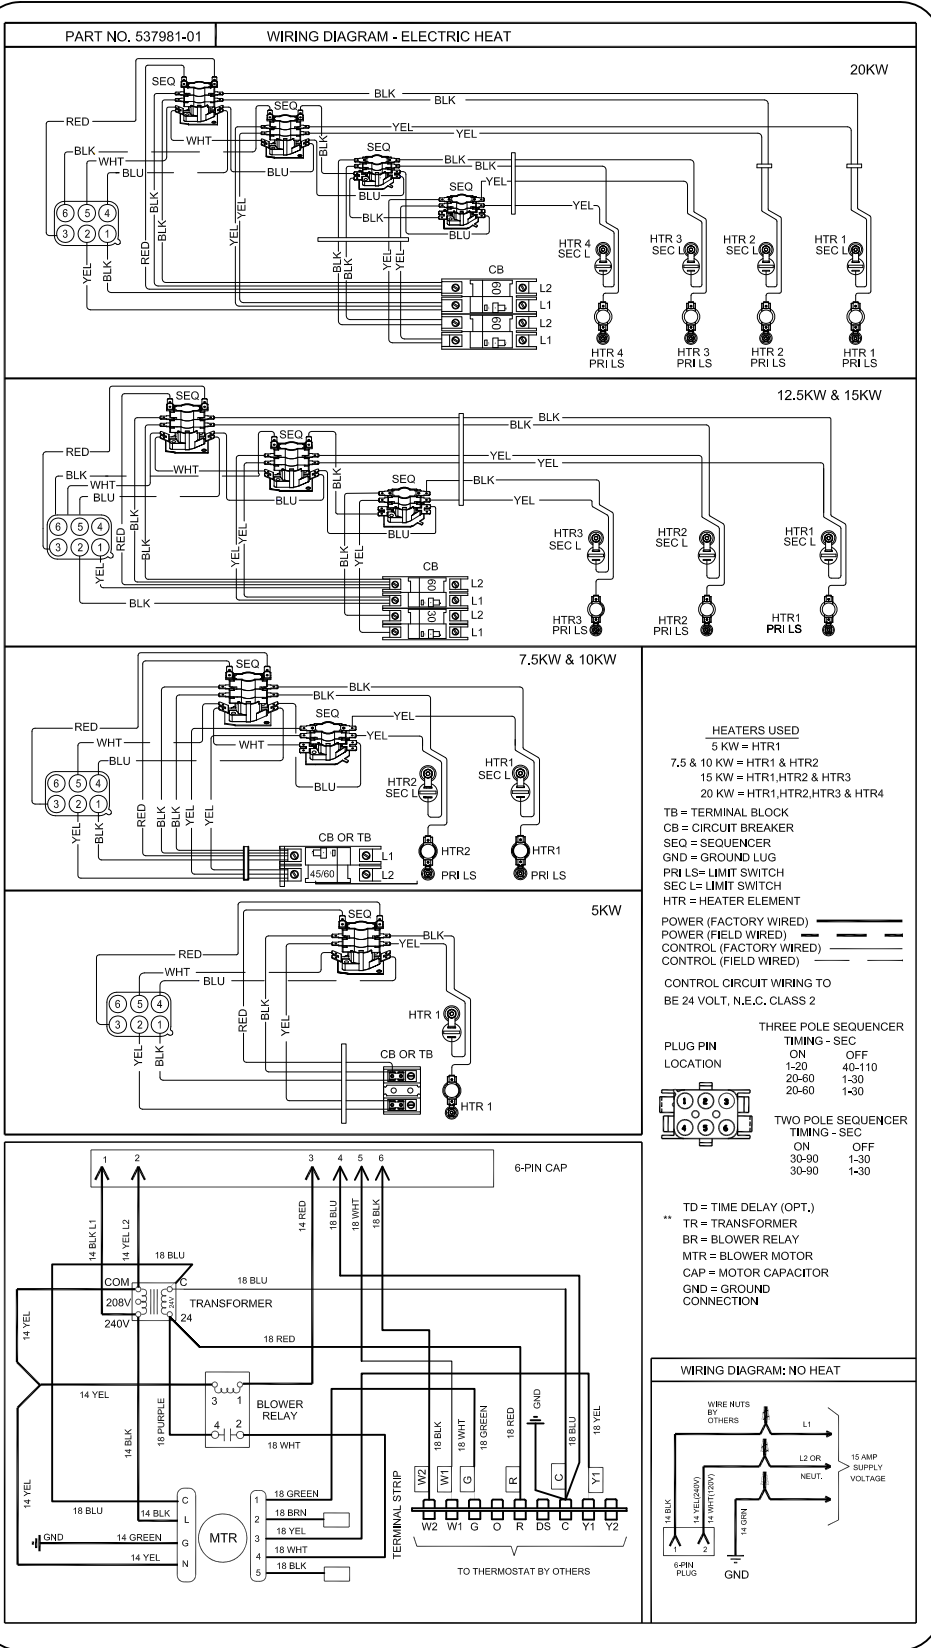 PART NO. 537981-01
WIRING DIAGRAM - ELECTRIC HEAT
20KW
SEQ
BLK
BLK
SEQ
RED
YEL
YEL
WHT
BLK
SEQ
BLK
BLK
WHT
BLU
BLK
BLK
BLU
SEQ
YEL
BLU
YEL
BLK
BLU
6 5 4
3 2 1
RED
BLK
BLK
YEL
YEL
YEL
BLK
BLK
BLK
YEL
YEL
HTR 4
SEC L
HTR 3
SEC L
HTR 2
SEC L
HTR 1
SEC L
CB
60
L2
L1
60
L2
L1
HTR 4
PRI LS
HTR 3
PRI LS
HTR 2
PRI LS
HTR 1
PRI LS
12.5KW & 15KW
SEQ
BLK
BLK
SEQ
RED
YEL
YEL
WHT
BLK
SEQ
BLK
BLK
WHT
BLU
BLU
YEL
BLU
6 5 4
3 2 1
RED
BLK
BLK
YEL
YEL
YEL
BLK
YEL
BLK
HTR3
SEC L
HTR2
SEC L
HTR1
SEC L
CB
60
L2
L1
30
L2
L1
HTR3
PRI LS
HTR2
PRI LS
HTR1
PRI LS
7.5KW & 10KW
SEQ
BLK
BLK
SEQ
YEL
RED
WHT
WHT
YEL
BLU
BLU
HTR2
SEC L
HTR1
SEC L
6 5 4
3 2 1
YEL
BLK
RED
BLK
BLK
YEL
YEL
CB OR TB
45/60
L1
L2
HTR2
PRI LS
HTR1
PRI LS
HEATERS USED
5 KW = HTR1
7.5 & 10 KW = HTR1 & HTR2
15 KW = HTR1,HTR2 & HTR3
20 KW = HTR1,HTR2,HTR3 & HTR4
TB = TERMINAL BLOCK
CB = CIRCUIT BREAKER
SEQ = SEQUENCER
GND = GROUND LUG
PRI LS= LIMIT SWITCH
SEC L= LIMIT SWITCH
HTR = HEATER ELEMENT
POWER (FACTORY WIRED)
POWER (FIELD WIRED)
CONTROL (FACTORY WIRED)
CONTROL (FIELD WIRED)
CONTROL CIRCUIT WIRING TO
BE 24 VOLT, N.E.C. CLASS 2
THREE POLE SEQUENCER
TIMING - SEC
ON OFF
1-20 40-110
20-60 1-30
20-60 1-30
PLUG PIN
LOCATION
1 2 3
4 5 6
TWO POLE SEQUENCER
TIMING - SEC
ON OFF
30-90 1-30
30-90 1-30
TD = TIME DELAY (OPT.)
** TR = TRANSFORMER
BR = BLOWER RELAY
MTR = BLOWER MOTOR
CAP = MOTOR CAPACITOR
GND = GROUND
CONNECTION
5KW
SEQ
BLK
YEL
RED
WHT
BLU
6 5 4
3 2 1
YEL
BLK
RED
BLK
YEL
HTR 1
CB OR TB
HTR 1
1 2 3 4 5 6
6-PIN CAP
14 BLK L1
14 YEL L2
14 RED
18 BLU
18 WHT
18 BLK
18 BLU
COM
C
18 BLU
208V
24V
TRANSFORMER
240V
24
14 YEL
18 RED
14 YEL
3 1
BLOWER
RELAY
4 2
14 BLK
18 PURPLE
18 WHT
18 BLK
18 WHT
18 GREEN
18 RED
GND
18 BLU
18 YEL
14 YEL
W2
W1
G
R
C
Y1
18 BLU
14 BLK
C
L
G
N
GND
14 GREEN
14 YEL
MTR
1
2
3
4
5
18 GREEN
18 BRN
18 YEL
18 WHT
18 BLK
TERMINAL STRIP
W2 W1 G O R DS C Y1 Y2
TO THERMOSTAT BY OTHERS
WIRING DIAGRAM: NO HEAT
WIRE NUTS
BY
OTHERS
L1
L2 OR
NEUT.
15 AMP
SUPPLY
VOLTAGE
14 BLK
14 YEL(240V)
14 WHT(120V)
14 GRN
1 2
6-PIN
PLUG
GND